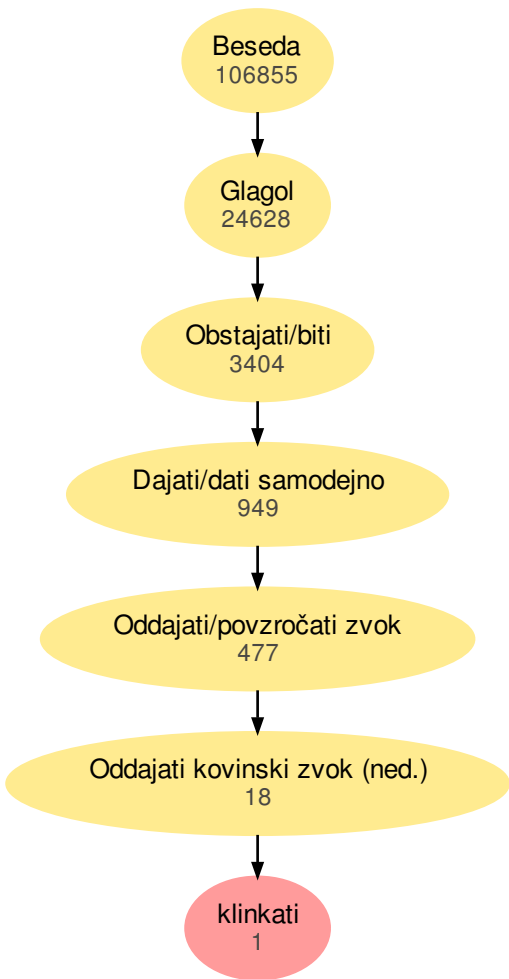 Beseda
106855
Glagol
24628
Obstajati/biti
3404
Dajati/dati samodejno
949
Oddajati/povzročati zvok
477
Oddajati kovinski zvok (ned.)
18
klinkati
1